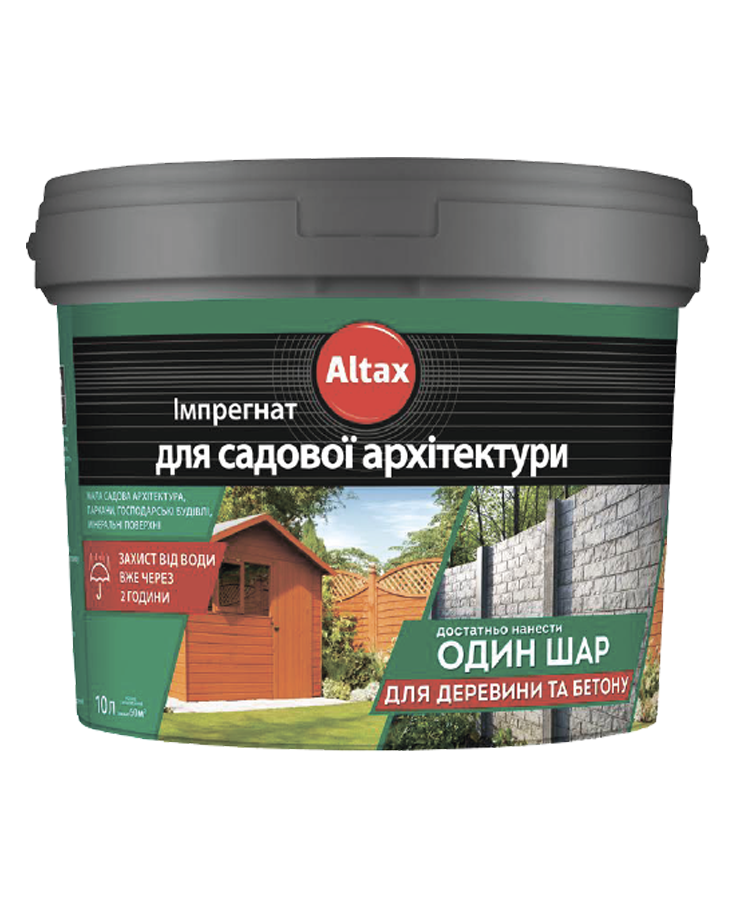 Altax
Імпрегнат
для садової архітектури
МАЛА САДОВА АРХІТЕКТУРА,
ПАРКАНИ, ГОСПОДАРСЬКІ БУДІВЛІ,
МІНЕРАЛЬНІ ПОВЕРХНІ
ЗАХИСТ ВІД ВОДИ
ВЖЕ ЧЕРЕЗ
2 ГОДИНИ
ДОСТАТНЬО НАНЕСТИ
ОДИН ШАР
ДЛЯ ДЕРЕВИНИ ТА БЕТОНУ
10 л